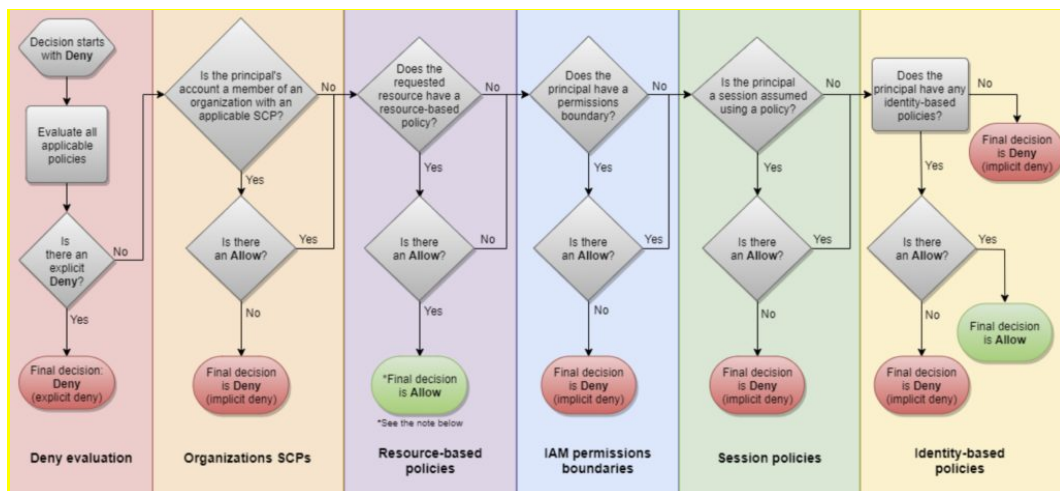 Decision starts
with Deny
Evaluate all
applicable
policies
Is
there an
explicit
Deny?
No
Yes
Final decision:
Deny
(explicit deny)
Deny evaluation
Is the principal's
account a member of an
organization with an
applicable SCP?
No
Yes
Is there
an Allow?
Yes
No
Final decision
is Deny
(implicit deny)
Organizations SCPs
Does the
requested
resource have a
resource-based
policy?
No
Yes
Is there
an Allow?
No
Yes
*Final decision
is Allow
*See the note below
Resource-based
policies
Does the
principal have a
permissions
boundary?
No
Yes
Is there
an Allow?
Yes
No
Final decision
is Deny
(implicit deny)
IAM permissions
boundaries
Is the principal
a session assumed
using a policy?
No
Yes
Is there
an Allow?
Yes
No
Final decision
is Deny
(implicit deny)
Session policies
Does the
principal have any
identity-based
policies?
No
Final decision
is Deny
(implicit deny)
Yes
Is there
an Allow?
Yes
Final decision
is Allow
No
Final decision
is Deny
(implicit deny)
Identity-based
policies